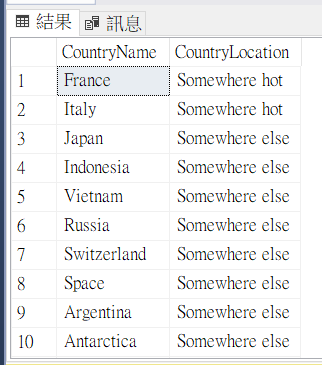 結果 訊息
CountryName CountryLocation
1 France Somewhere hot
2 Italy Somewhere hot
3 Japan Somewhere else
4 Indonesia Somewhere else
5 Vietnam Somewhere else
6 Russia Somewhere else
7 Switzerland Somewhere else
8 Space Somewhere else
9 Argentina Somewhere else
10 Antarctica Somewhere else